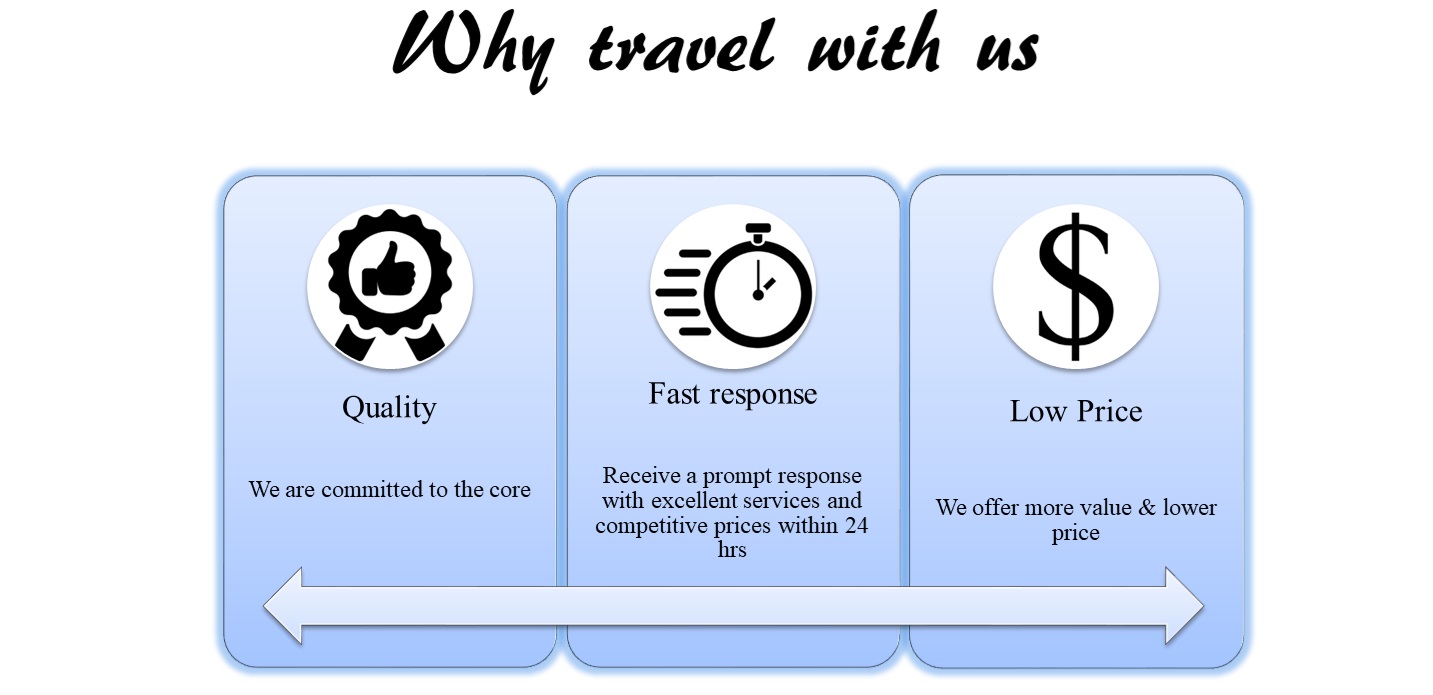 Why travel with us
Quality
We are committed to the core
Fast response
Receive a prompt response
with excellent services and
competitive prices within 24
hrs
$
Low Price
We offer more value & lower
price